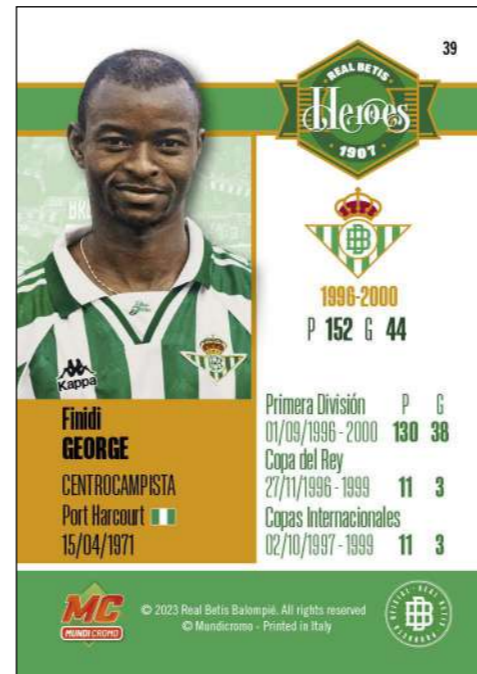 39
REAL BETIS
Heroes
1907
1996-2000
P 152 G 44
Kappa
Finidi
GEORGE
CENTROCAMPISTA
Port Harcourt
15/04/1971
Primera División P G
01/09/1996 - 2000 130 38
Copa del Rey
27/11/1996 - 1999 11 3
Copas Internacionales
02/10/1997 - 1999 11 3
MC
MUNDICROMO
© 2023 Real Betis Balompié. All rights reserved
© Mundicromo - Printed in Italy